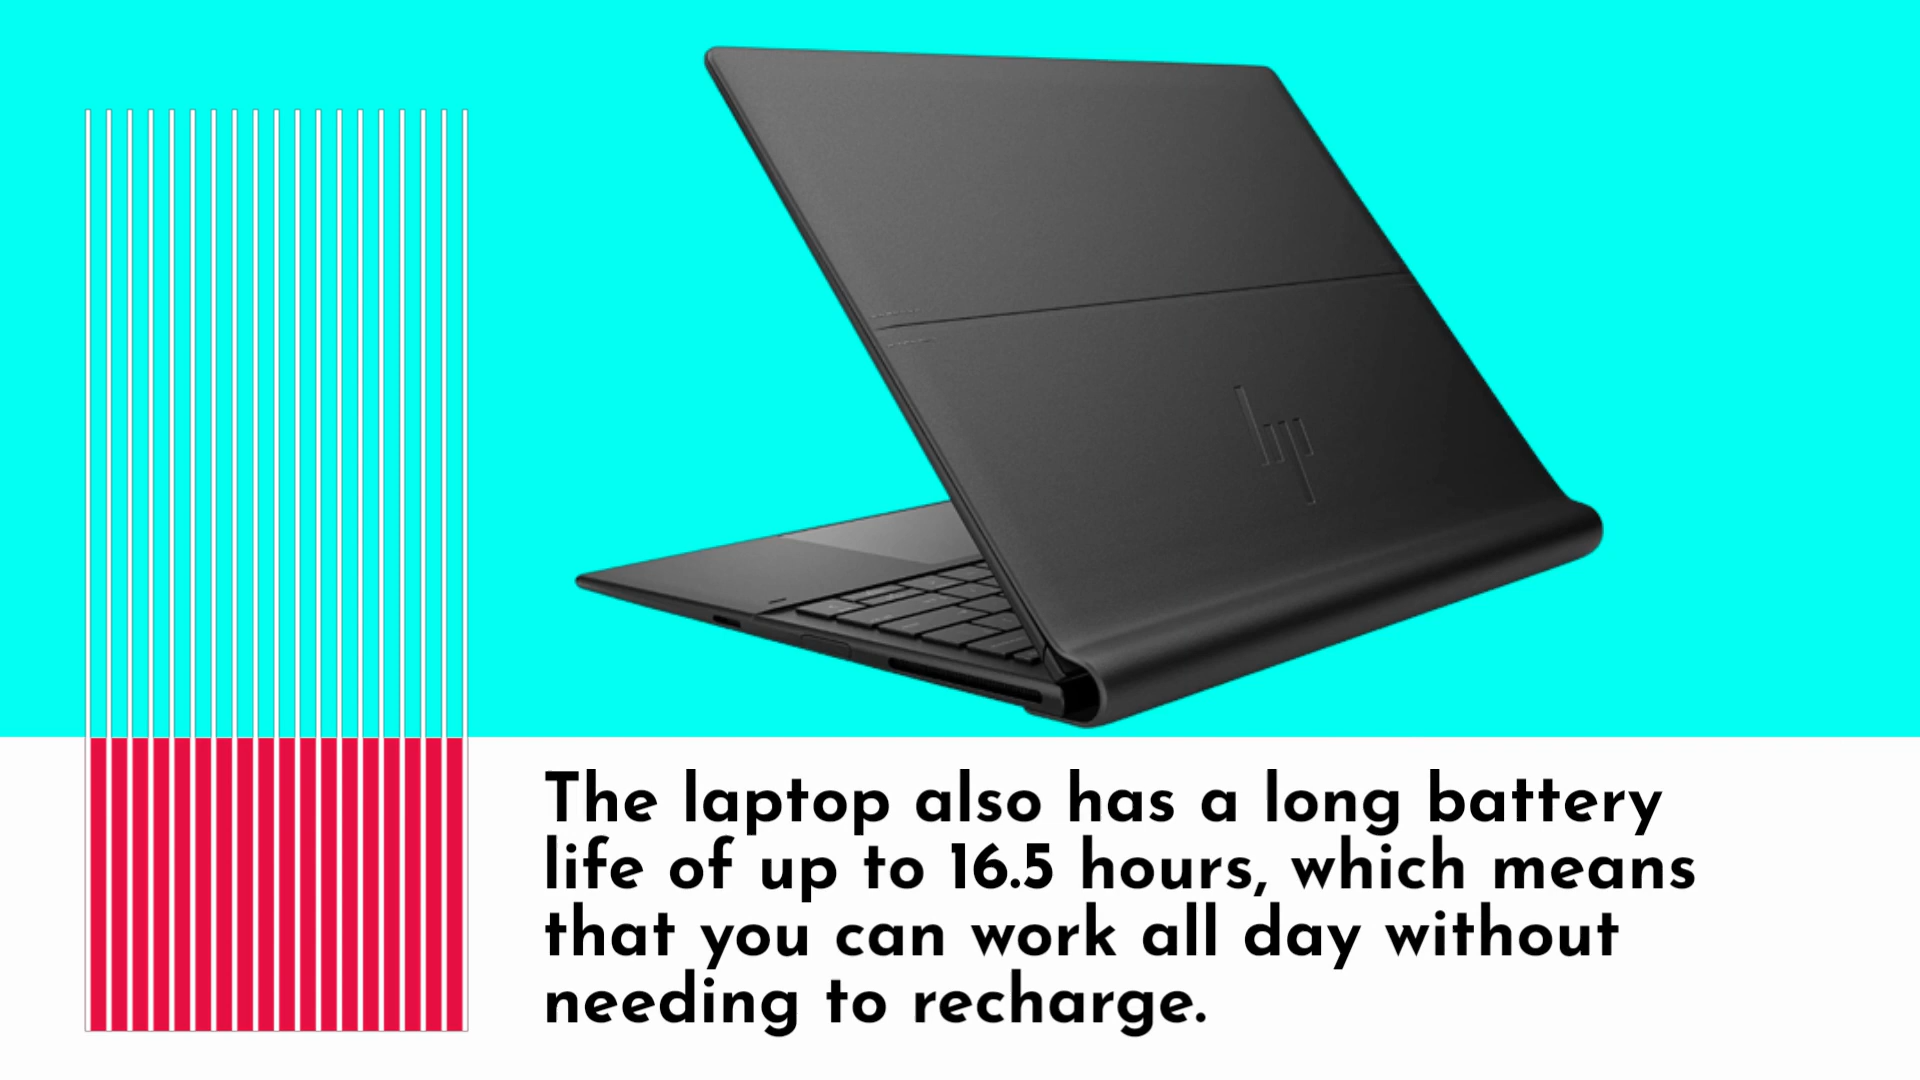 hp
The laptop also has a long battery
life of up to 16.5 hours, which means
that you can work all day without
needing to recharge.